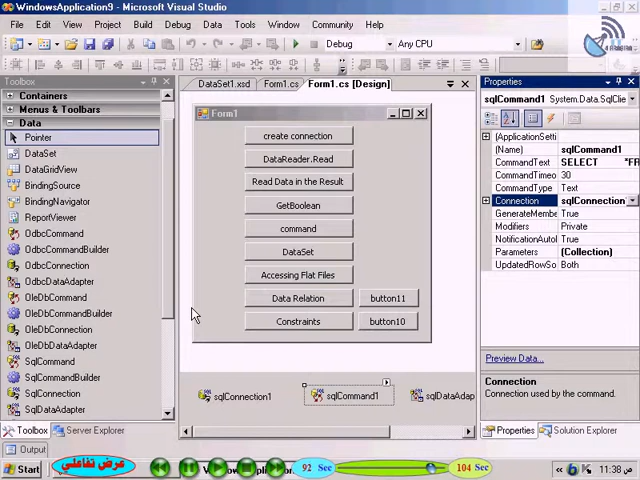 WindowsApplication9 - Microsoft Visual Studio
File Edit View Project Build Debug Data Tools Window Community Help
Debug Any CPU
Toolbox
Containers
Menus & Toolbars
Data
Pointer
DataSet
DataGridView
BindingSource
BindingNavigator
ReportViewer
OdbcCommand
OdbcCommandBuilder
OdbcConnection
OdbcDataAdapter
OleDbCommand
OleDbCommandBuilder
OleDbConnection
OleDbDataAdapter
SqlCommand
SqlCommandBuilder
SqlConnection
SqlDataAdapter
Toolbox Server Explorer
Output
DataSet1.xsd Form1.cs Form1.cs [Design]
Form1
create connection
DataReader.Read
Read Data in the Result
GetBoolean
command
DataSet
Accessing Flat Files
Data Relation button11
Constraints button10
sqlConnection1 sqlCommand1 sqlDataAdap
Properties
sqlCommand1 System.Data.SqlClie
(ApplicationSetti
(Name) sqlCommand1
CommandText SELECT *FR
CommandTimeo 30
CommandType Text
Connection sqlConnection
GenerateMembe True
Modifiers Private
NotificationAutol True
Parameters (Collection)
UpdatedRowSo Both
Preview Data...
Connection
Connection used by the command.
Properties Solution Explorer
Start
عرض تفاعلي
92 Sec
104 Sec
11:38 ص